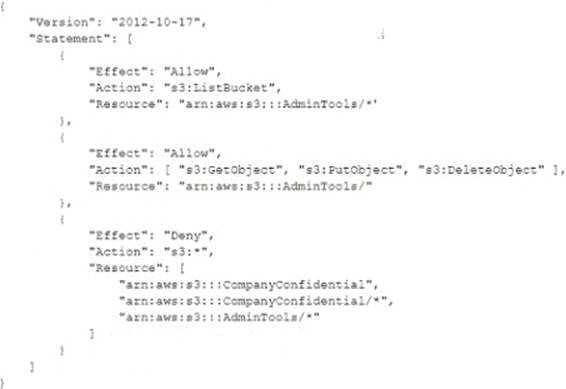 {
"Version": "2012-10-17",
"Statement": [
{
"Effect": "Allow",
"Action": "s3:ListBucket",
"Resource": "arn:aws:s3:::AdminTools/*'
},
{
"Effect": "Allow",
"Action": [ "s3:GetObject", "s3:PutObject", "s3:DeleteObject" ],
"Resource": "arn:aws:s3:::AdminTools/"
},
{
"Effect": "Deny",
"Action": "s3:*",
"Resource": [
"arn:aws:s3:::CompanyConfidential",
"arn:aws:s3:::CompanyConfidential/*",
"arn:aws:s3:::AdminTools/*"
]
}
]
}